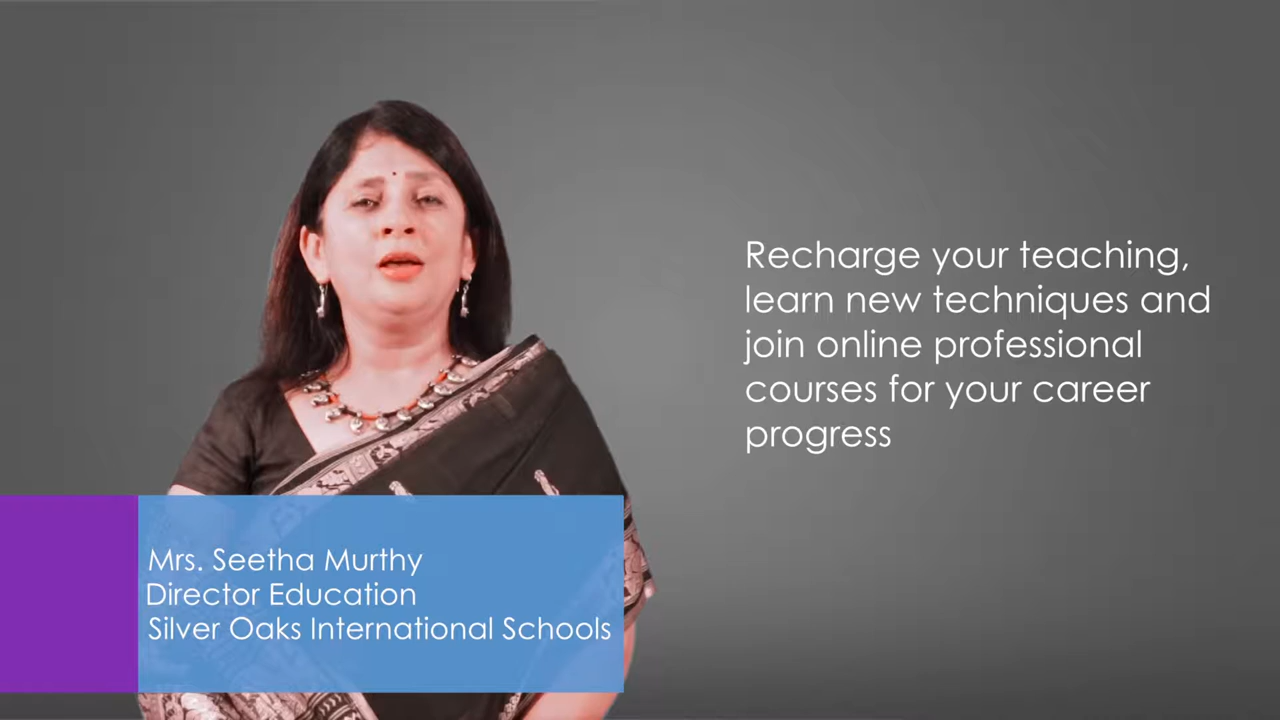 Recharge your teaching,
learn new techniques and
join online professional
courses for your career
progress
Mrs. Seetha Murthy
Director Education
Silver Oaks International Schools